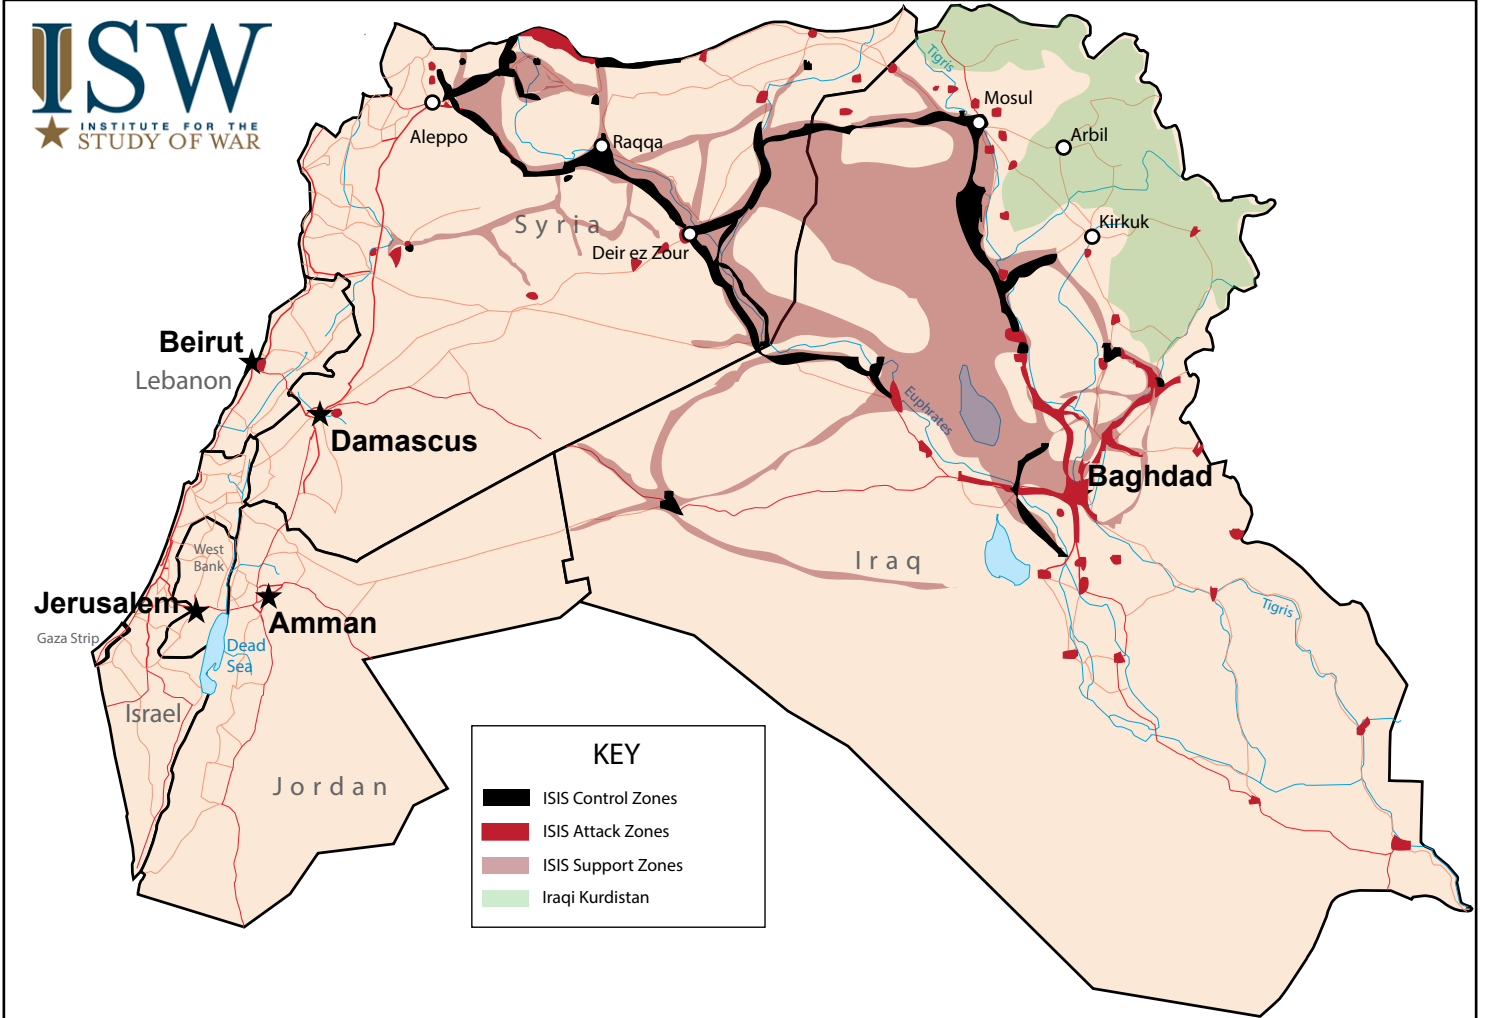 ISW
INSTITUTE FOR THE
STUDY OF WAR
Tigris
Mosul
Aleppo
Raqqa
Arbil
Syria
Kirkuk
Deir ez Zour
Beirut
Lebanon
Euphrates
Damascus
Baghdad
West
Bank
Iraq
Jerusalem
Amman
Gaza Strip
Dead
Sea
Tigris
Israel
Jordan
KEY
ISIS Control Zones
ISIS Attack Zones
ISIS Support Zones
Iraqi Kurdistan